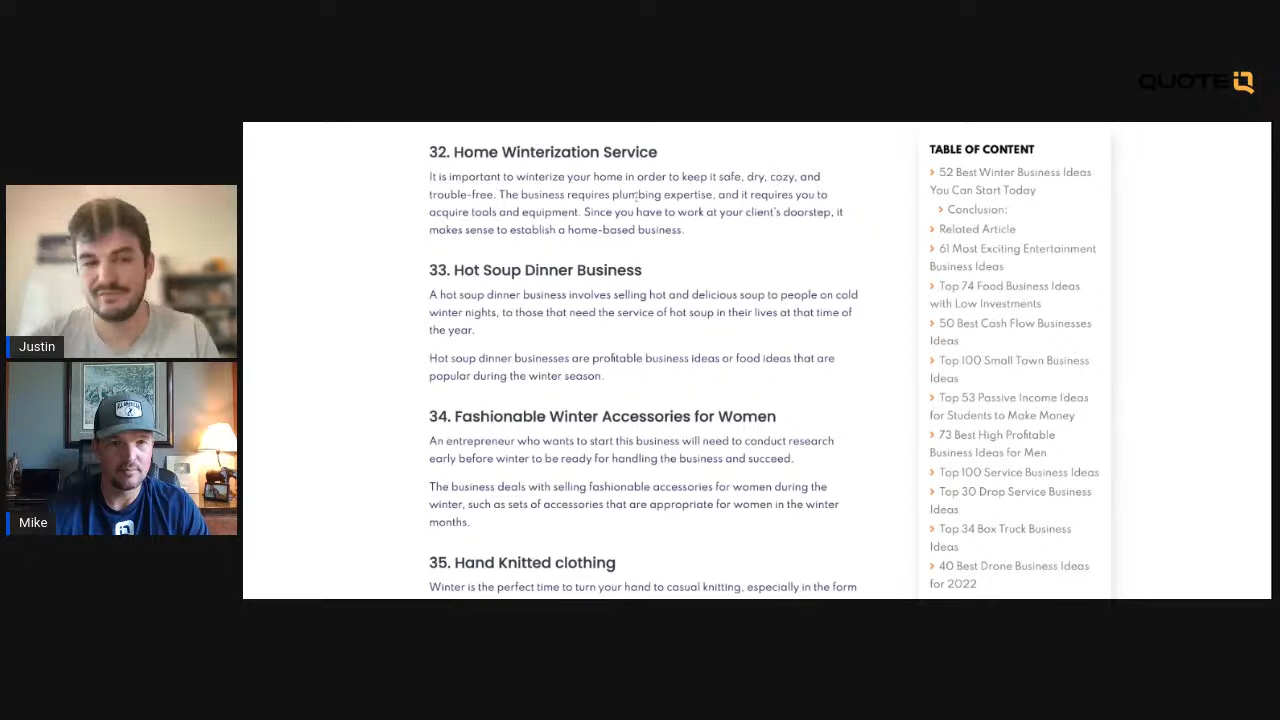 QUOTE IQ
Justin
Mike
32. Home Winterization Service
It is important to winterize your home in order to keep it safe, dry, cozy, and
trouble-free. The business requires plumbing expertise, and it requires you to
acquire tools and equipment. Since you have to work at your client's doorstep, it
makes sense to establish a home-based business.
33. Hot Soup Dinner Business
A hot soup dinner business involves selling hot and delicious soup to people on cold
winter nights, to those that need the service of hot soup in their lives at that time of
the year.
Hot soup dinner businesses are profitable business ideas or food ideas that are
popular during the winter season.
34. Fashionable Winter Accessories for Women
An entrepreneur who wants to start this business will need to conduct research
early before winter to be ready for handling the business and succeed.
The business deals with selling fashionable accessories for women during the
winter, such as sets of accessories that are appropriate for women in the winter
months.
35. Hand Knitted clothing
Winter is the perfect time to turn your hand to casual knitting, especially in the form
TABLE OF CONTENT
52 Best Winter Business Ideas
You Can Start Today
Conclusion:
Related Article
61 Most Exciting Entertainment
Business Ideas
Top 74 Food Business Ideas
with Low Investments
50 Best Cash Flow Businesses
Ideas
Top 100 Small Town Business
Ideas
Top 53 Passive Income Ideas
for Students to Make Money
73 Best High Profitable
Business Ideas for Men
Top 100 Service Business Ideas
Top 30 Drop Service Business
Ideas
Top 34 Box Truck Business
Ideas
40 Best Drone Business Ideas
for 2022